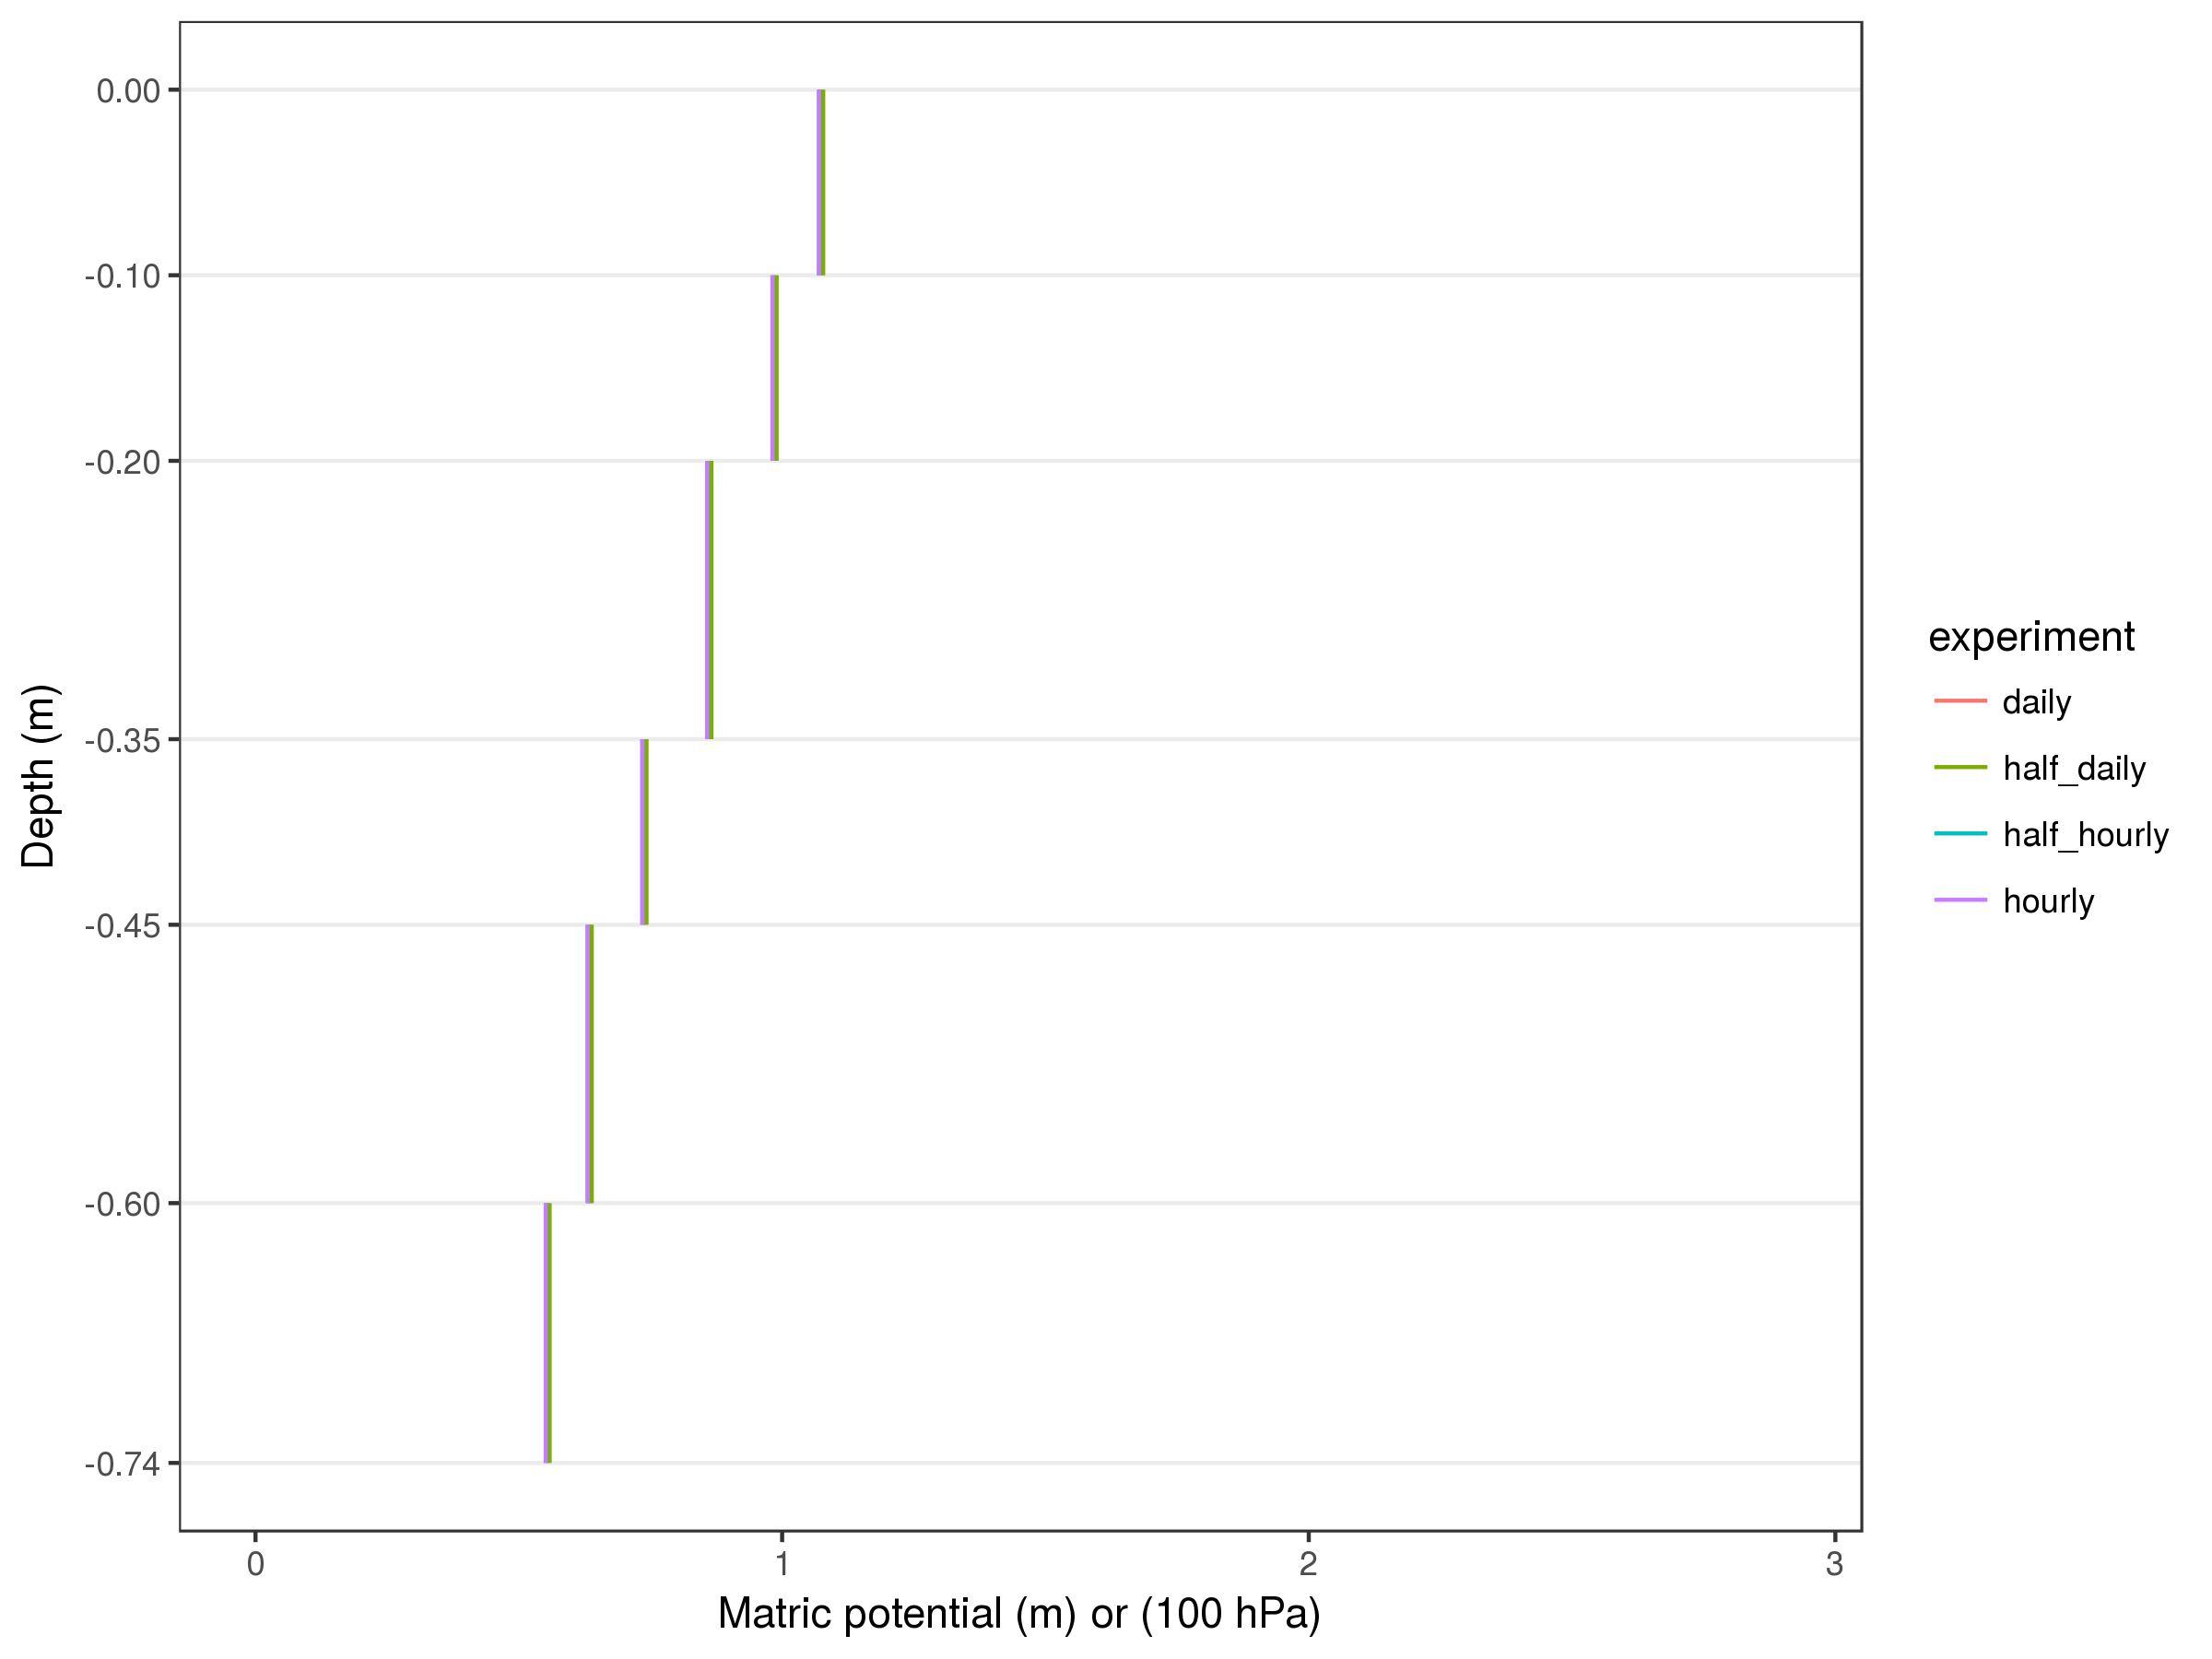 0.00
-0.10
-0.20
-0.35
-0.45
-0.60
-0.74
Depth (m)
0 1 2 3
Matric potential (m) or (100 hPa)
experiment
daily
half_daily
half_hourly
hourly